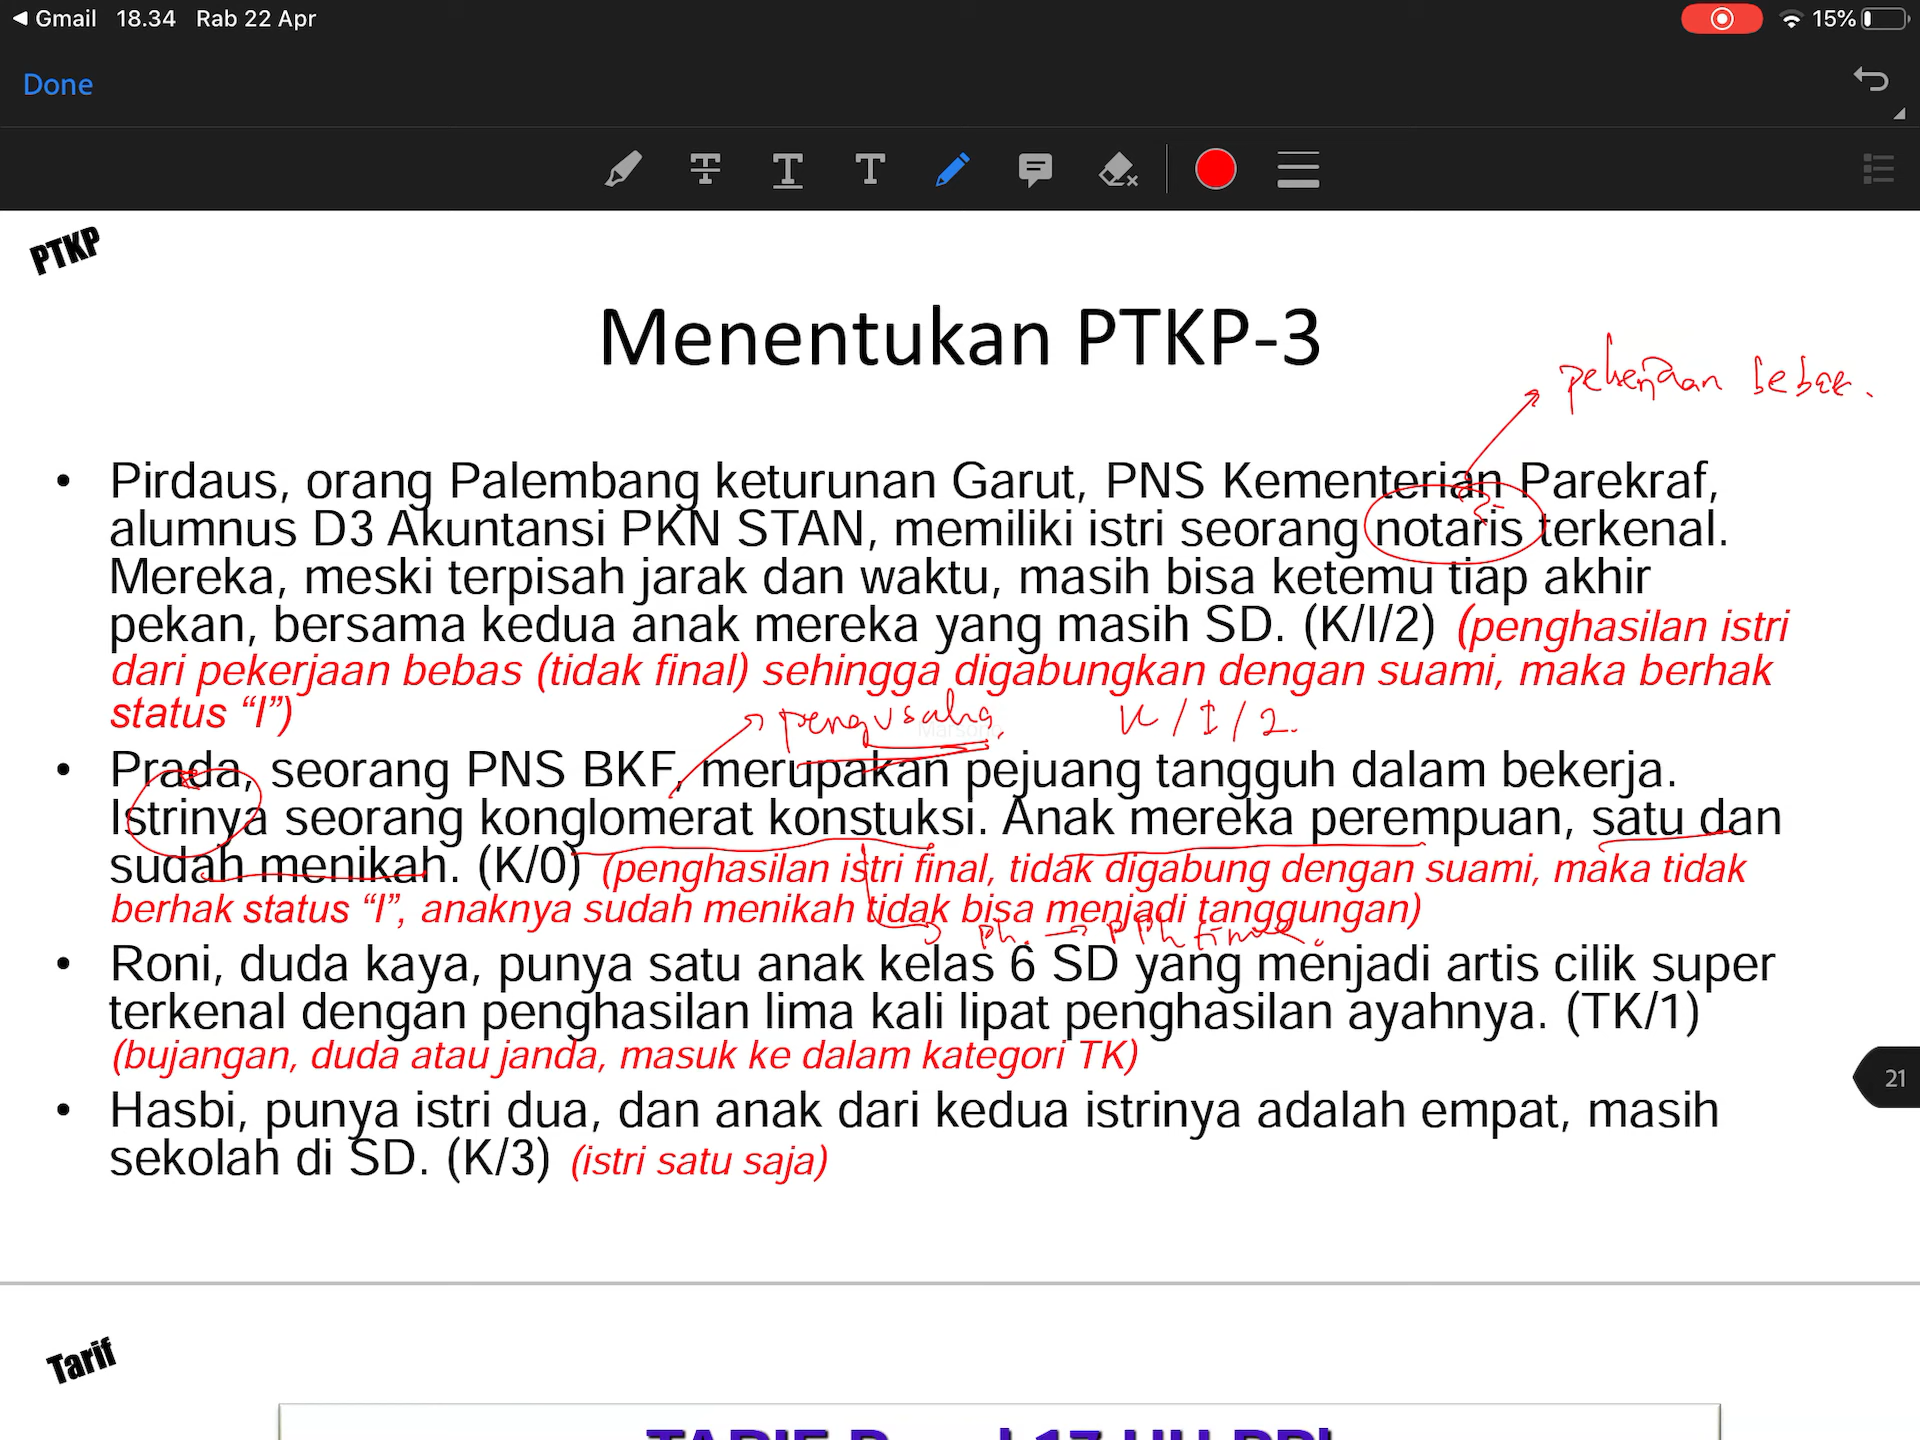 Gmail 18.34 Rab 22 Apr 15%
Done
PTKP
Menentukan PTKP-3
pekerjaan bebas.
• Pirdaus, orang Palembang keturunan Garut, PNS Kementerian Parekraf,
alumnus D3 Akuntansi PKN STAN, memiliki istri seorang notaris terkenal.
Mereka, meski terpisah jarak dan waktu, masih bisa ketemu tiap akhir
pekan, bersama kedua anak mereka yang masih SD. (K/I/2) (penghasilan istri
dari pekerjaan bebas (tidak final) sehingga digabungkan dengan suami, maka berhak
status “I”)
pengusaha. K/I/2.
• Prada, seorang PNS BKF, merupakan pejuang tangguh dalam bekerja.
Istrinya seorang konglomerat konstuksi. Anak mereka perempuan, satu dan
sudah menikah. (K/0) (penghasilan istri final, tidak digabung dengan suami, maka tidak
berhak status “I”, anaknya sudah menikah tidak bisa menjadi tanggungan)
ph. → PPh final.
• Roni, duda kaya, punya satu anak kelas 6 SD yang menjadi artis cilik super
terkenal dengan penghasilan lima kali lipat penghasilan ayahnya. (TK/1)
(bujangan, duda atau janda, masuk ke dalam kategori TK)
21
• Hasbi, punya istri dua, dan anak dari kedua istrinya adalah empat, masih
sekolah di SD. (K/3) (istri satu saja)
Tarif